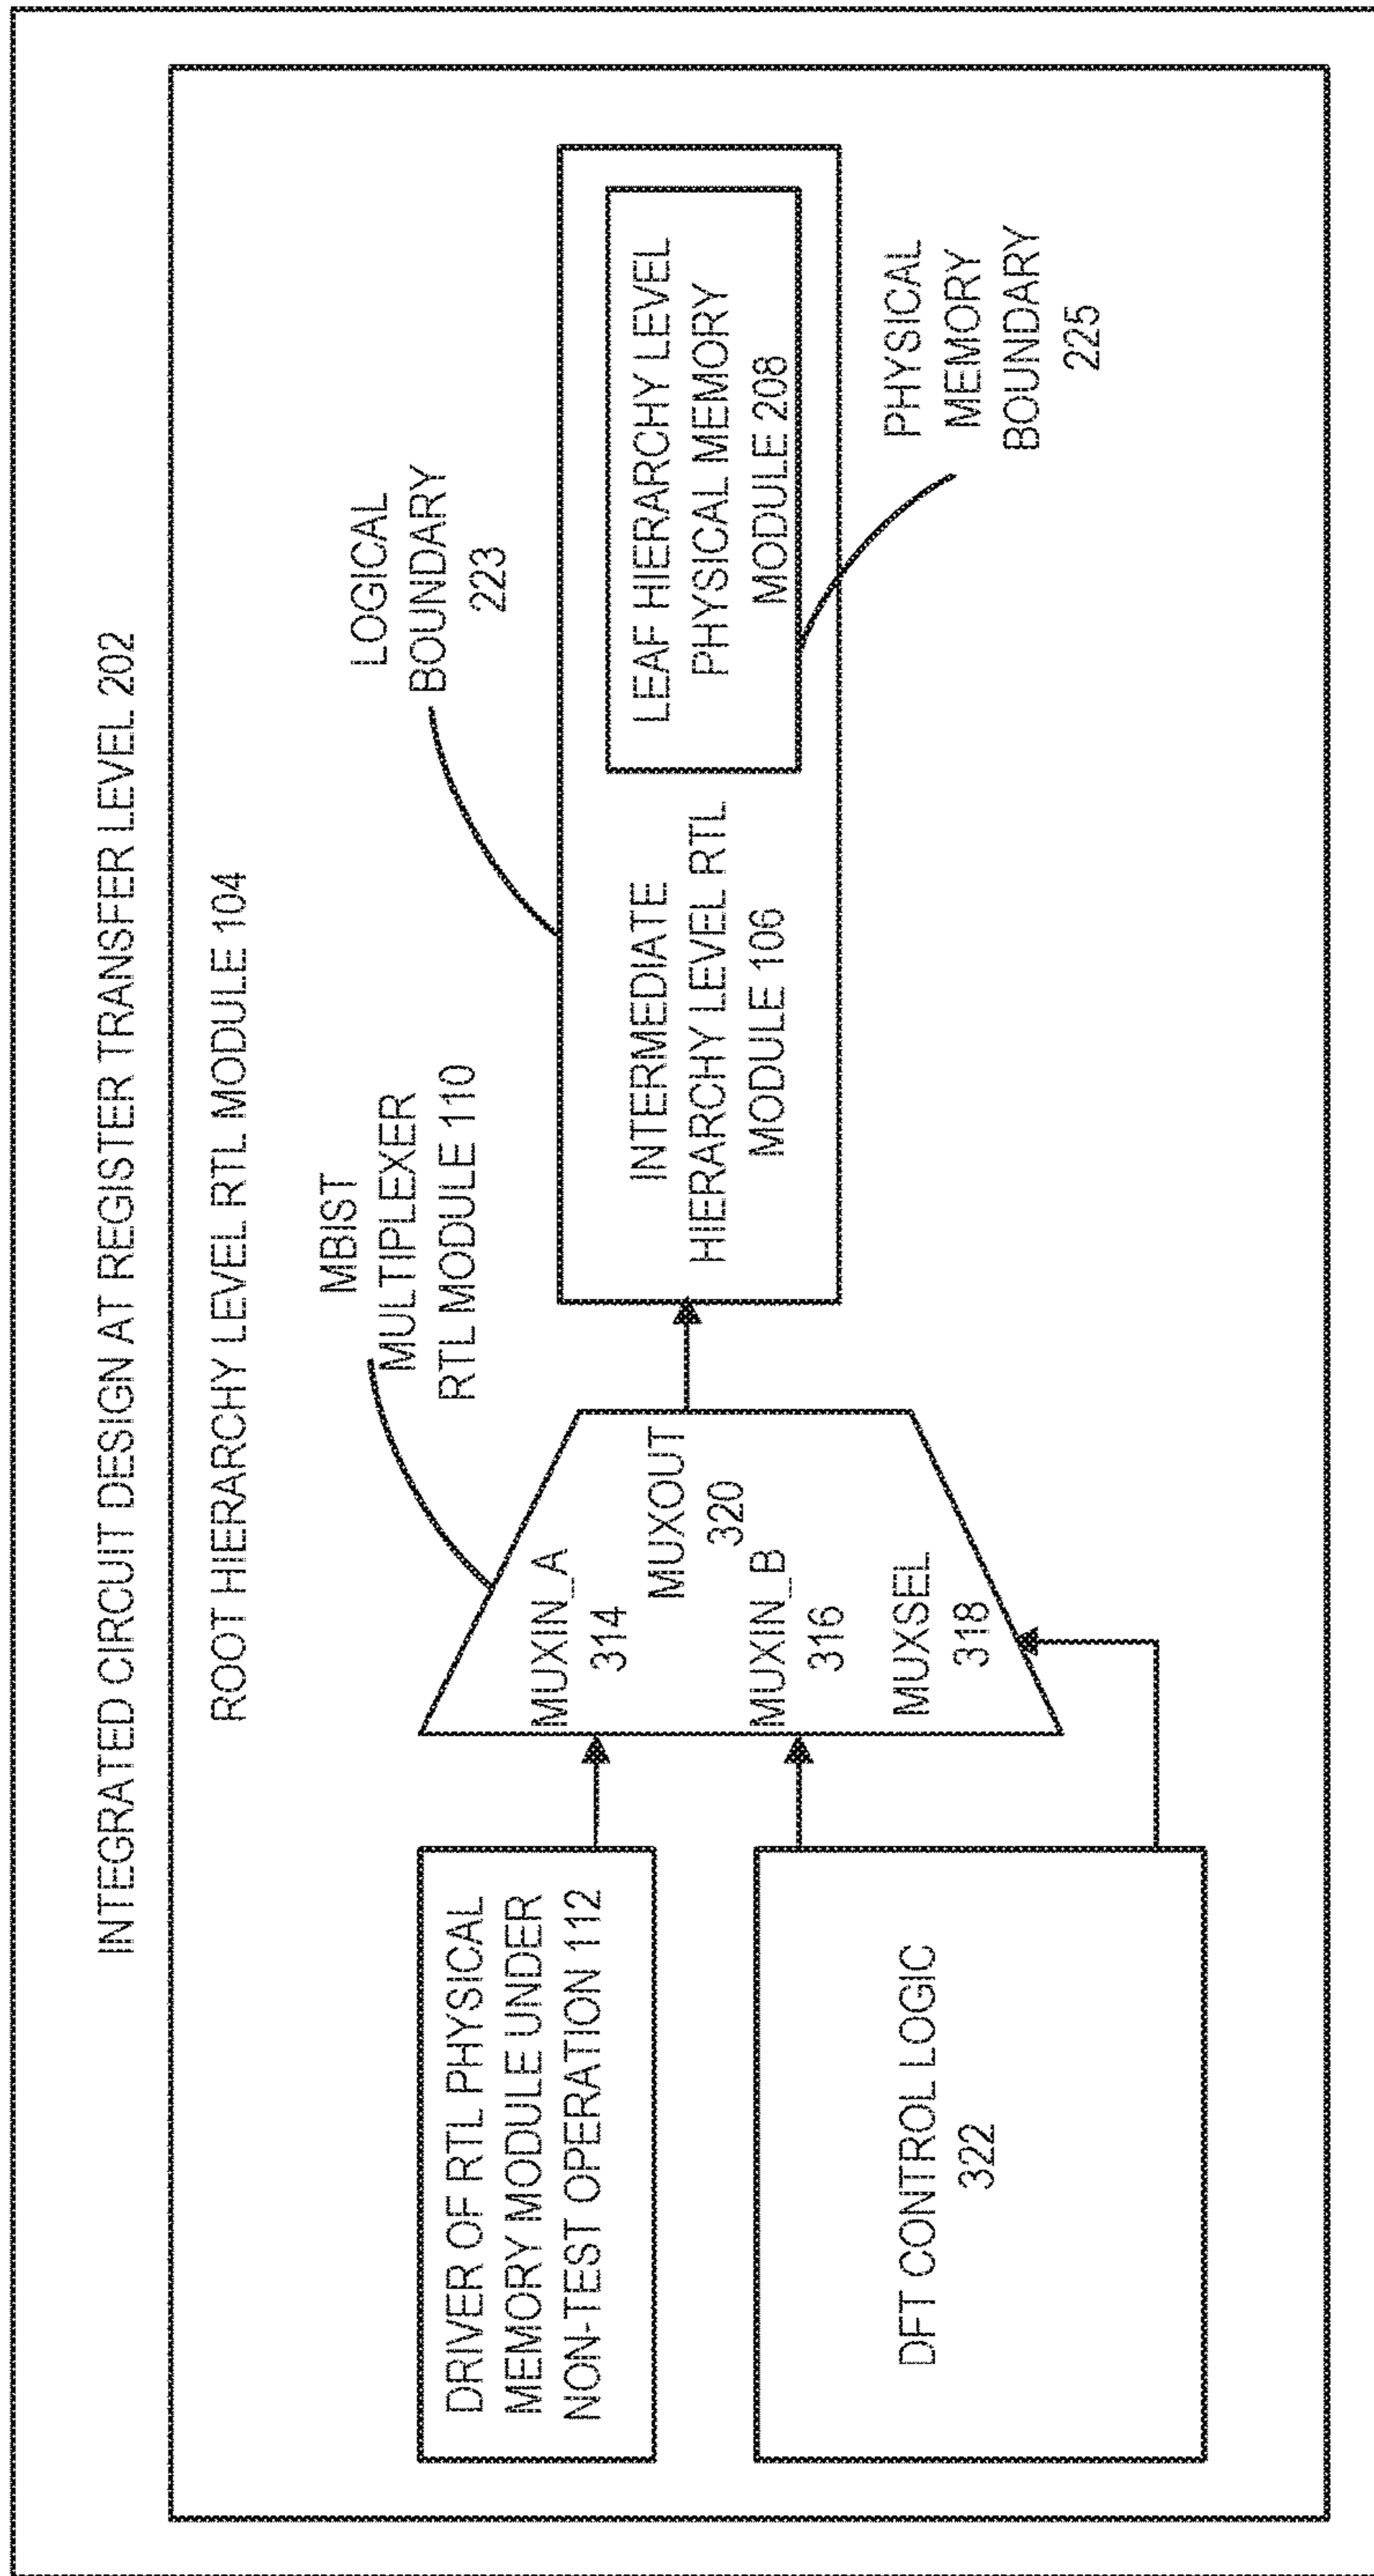 INTEGRATED CIRCUIT DESIGN AT REGISTER TRANSFER LEVEL 202
ROOT HIERARCHY LEVEL RTL MODULE 104
MBIST
MULTIPLEXER
RTL MODULE 110
LOGICAL
BOUNDARY
223
DRIVER OF RTL PHYSICAL
MEMORY MODULE UNDER
NON-TEST OPERATION 112
MUXIN_A
314
MUXOUT
320
MUXIN_B
316
MUXSEL
318
INTERMEDIATE
HIERARCHY LEVEL RTL
MODULE 106
LEAF HIERARCHY LEVEL
PHYSICAL MEMORY
MODULE 208
PHYSICAL
MEMORY
BOUNDARY
225
DFT CONTROL LOGIC
322